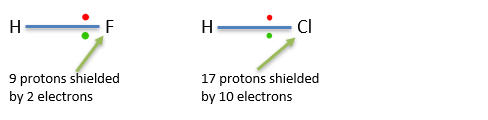 H F
H Cl
9 protons shielded
by 2 electrons
17 protons shielded
by 10 electrons